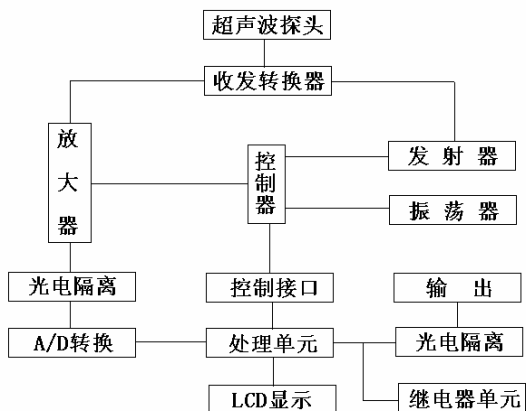 超声波探头
收发转换器
放大器
控制器
发射器
振荡器
光电隔离
控制接口
输出
A/D转换
处理单元
光电隔离
LCD显示
继电器单元